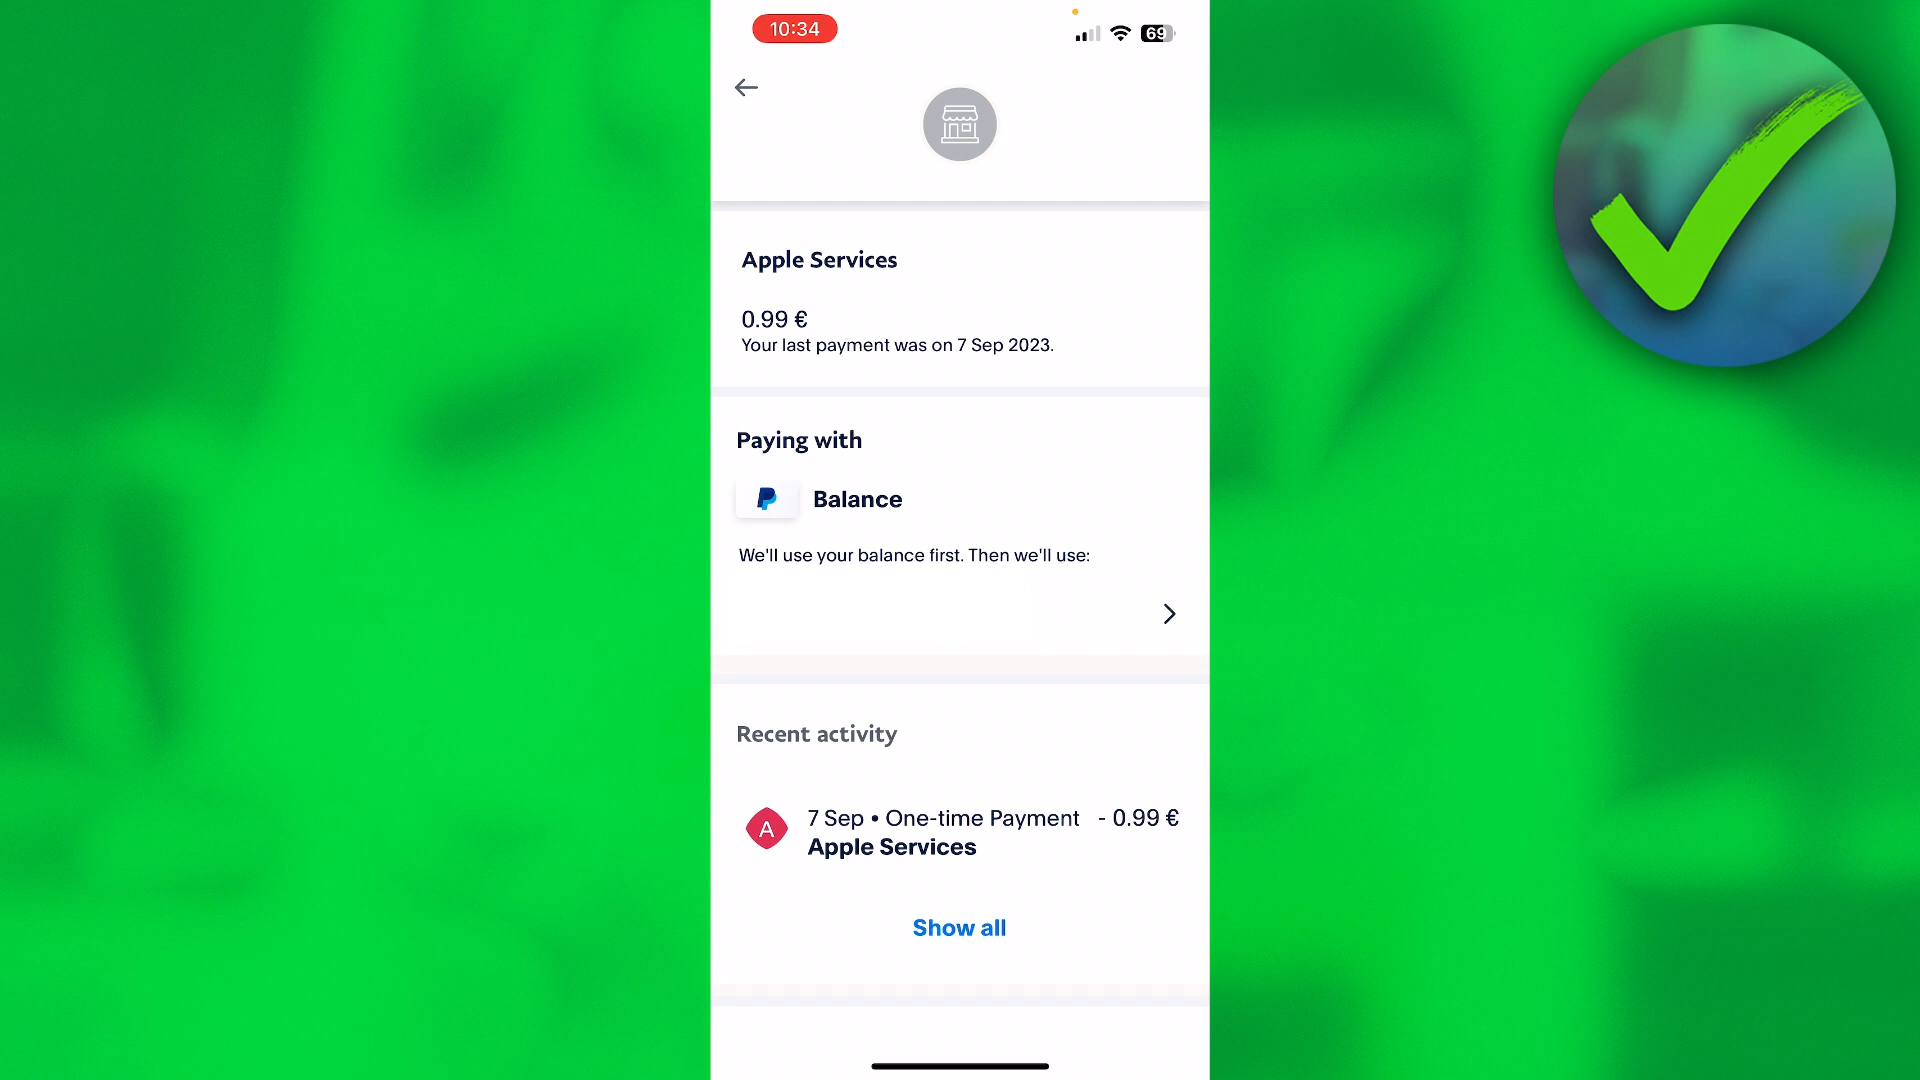 10:34
69
Apple Services
0.99 €
Your last payment was on 7 Sep 2023.
Paying with
Balance
We'll use your balance first. Then we'll use:
Recent activity
A
7 Sep • One-time Payment - 0.99 €
Apple Services
Show all